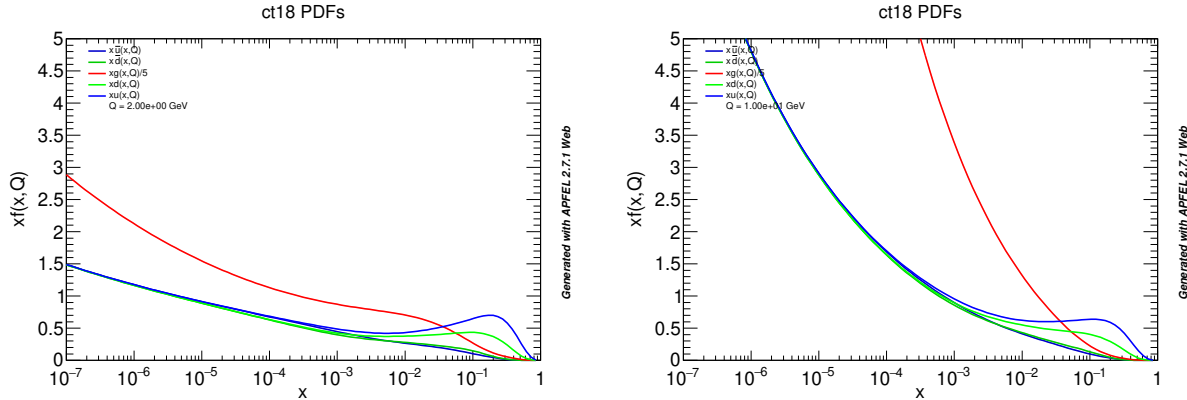 ct18 PDFs
xf(x,Q)
5
4.5
4
3.5
3
2.5
2
1.5
1
0.5
0
xu̅(x,Q)
xd̅(x,Q)
xg(x,Q)/5
xd(x,Q)
xu(x,Q)
Q = 2.00e+00 GeV
10⁻⁷ 10⁻⁶ 10⁻⁵ 10⁻⁴ 10⁻³ 10⁻² 10⁻¹ 1
x
Generated with APFEL 2.7.1 Web
ct18 PDFs
xf(x,Q)
5
4.5
4
3.5
3
2.5
2
1.5
1
0.5
0
xu̅(x,Q)
xd̅(x,Q)
xg(x,Q)/5
xd(x,Q)
xu(x,Q)
Q = 1.00e+01 GeV
10⁻⁷ 10⁻⁶ 10⁻⁵ 10⁻⁴ 10⁻³ 10⁻² 10⁻¹ 1
x
Generated with APFEL 2.7.1 Web